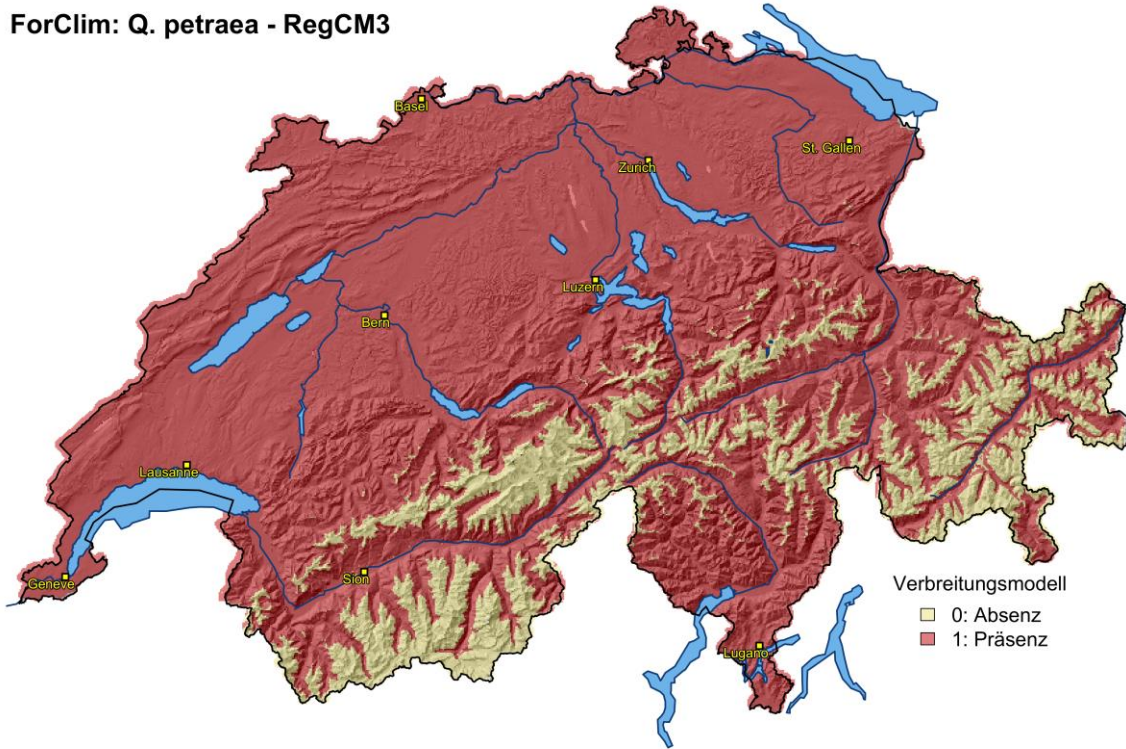 ForClim: Q. petraea - RegCM3
Basel
St. Gallen
Zurich
Luzern
Bern
Lausanne
Geneve
Sion
Lugano
Verbreitungsmodell
0: Absenz
1: Präsenz